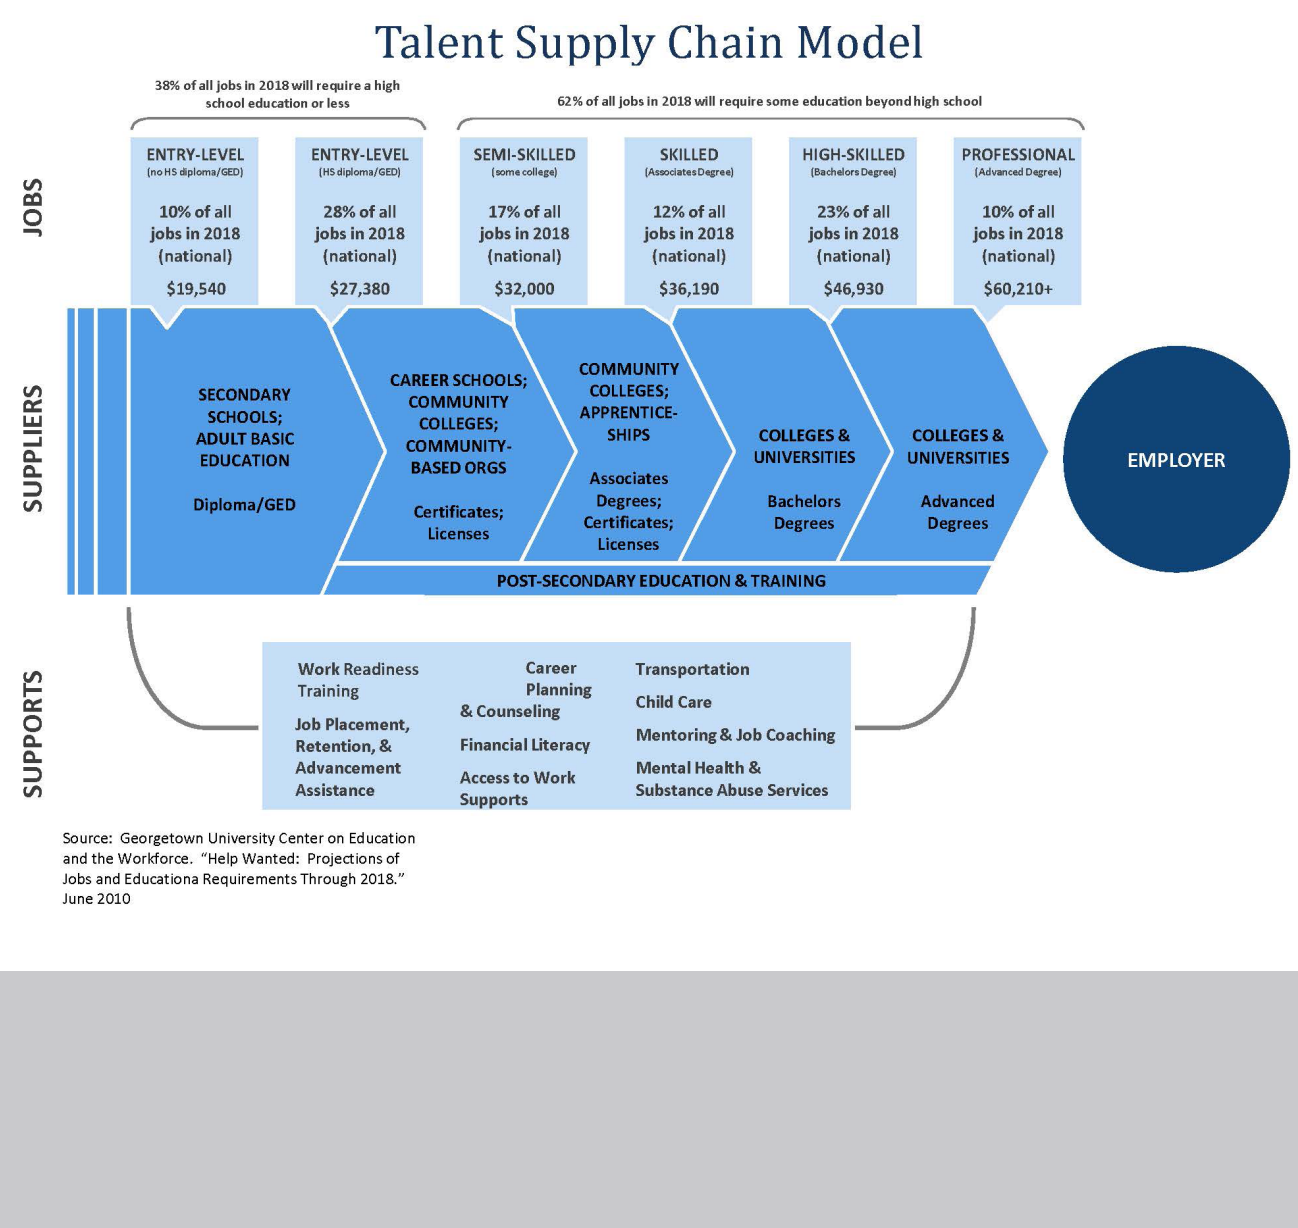 Talent Supply Chain Model
38% of all jobs in 2018 will require a high
school education or less
62% of all jobs in 2018 will require some education beyond high school
JOBS
ENTRY-LEVEL
(no HS diploma/GED)
10% of all
jobs in 2018
(national)
$19,540
ENTRY-LEVEL
(HS diploma/GED)
28% of all
jobs in 2018
(national)
$27,380
SEMI-SKILLED
(some college)
17% of all
jobs in 2018
(national)
$32,000
SKILLED
(Associates Degree)
12% of all
jobs in 2018
(national)
$36,190
HIGH-SKILLED
(Bachelors Degree)
23% of all
jobs in 2018
(national)
$46,930
PROFESSIONAL
(Advanced Degree)
10% of all
jobs in 2018
(national)
$60,210+
SUPPLIERS
SECONDARY
SCHOOLS;
ADULT BASIC
EDUCATION
Diploma/GED
CAREER SCHOOLS;
COMMUNITY
COLLEGES;
COMMUNITY-
BASED ORGS
Certificates;
Licenses
COMMUNITY
COLLEGES;
APPRENTICE-
SHIPS
Associates
Degrees;
Certificates;
Licenses
COLLEGES &
UNIVERSITIES
Bachelors
Degrees
COLLEGES &
UNIVERSITIES
Advanced
Degrees
EMPLOYER
POST-SECONDARY EDUCATION & TRAINING
SUPPORTS
Work Readiness
Training
Job Placement,
Retention, &
Advancement
Assistance
Career
Planning
& Counseling
Financial Literacy
Access to Work
Supports
Transportation
Child Care
Mentoring & Job Coaching
Mental Health &
Substance Abuse Services
Source:  Georgetown University Center on Education
and the Workforce.  “Help Wanted:  Projections of
Jobs and Educationa Requirements Through 2018.”
June 2010